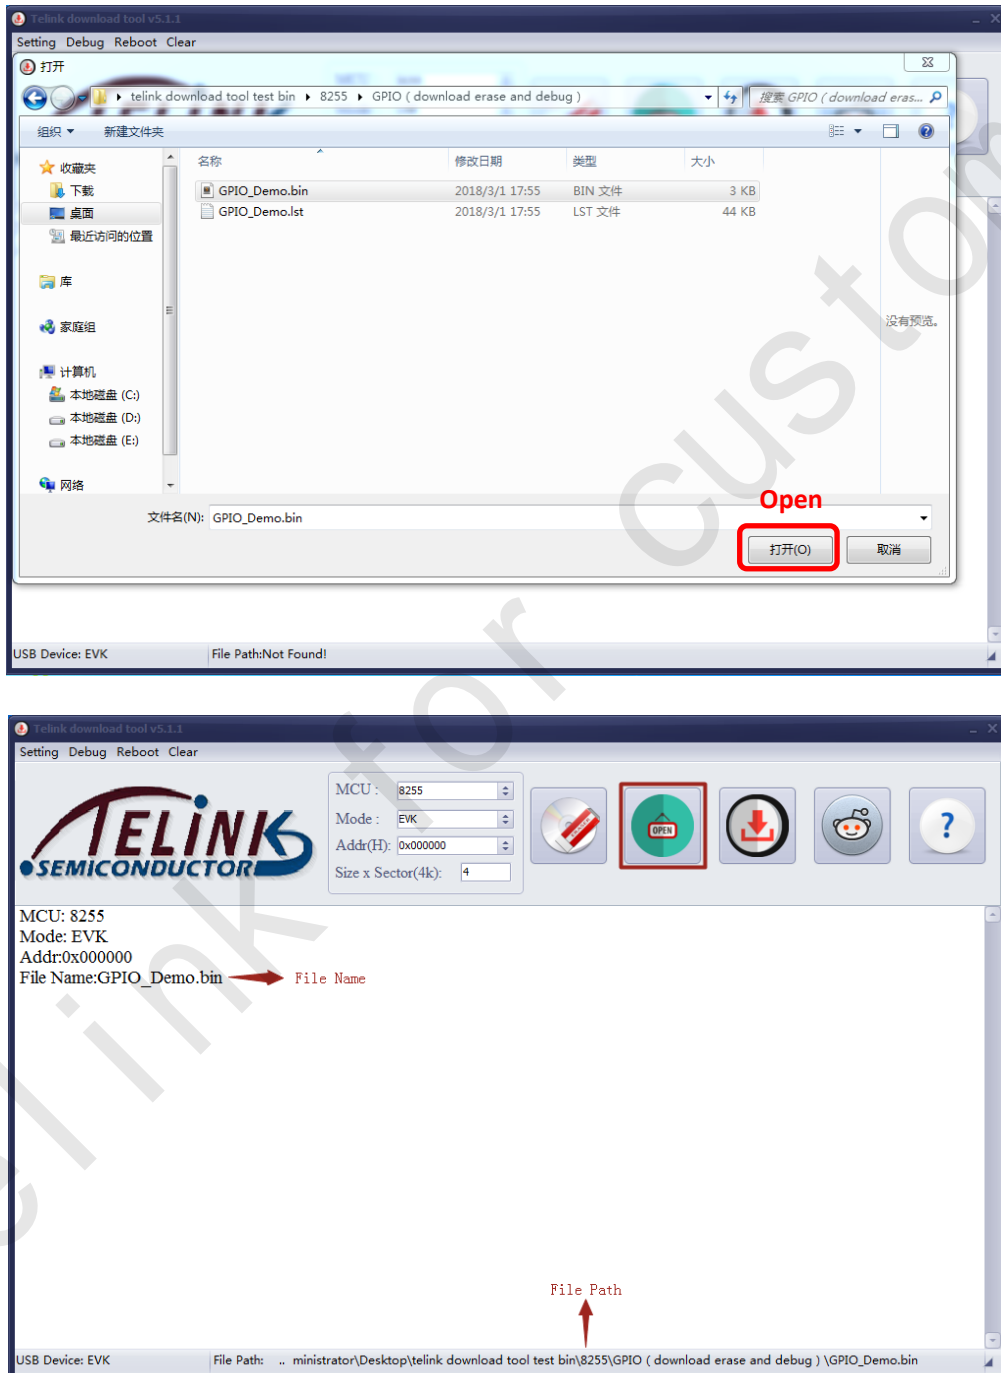 Telink download tool v5.1.1
Setting Debug Reboot Clear
打开
telink download tool test bin 8255 GPIO ( download erase and debug )
搜索 GPIO ( download eras...
组织 新建文件夹
名称 修改日期 类型 大小
收藏夹
下载
桌面
最近访问的位置
库
家庭组
计算机
本地磁盘 (C:)
本地磁盘 (D:)
本地磁盘 (E:)
网络
GPIO_Demo.bin 2018/3/1 17:55 BIN 文件 3 KB
GPIO_Demo.lst 2018/3/1 17:55 LST 文件 44 KB
没有预览。
Open
文件名(N): GPIO_Demo.bin
打开(O) 取消
USB Device: EVK File Path:Not Found!
Telink download tool v5.1.1
Setting Debug Reboot Clear
TELINK
SEMICONDUCTOR
MCU : 8255
Mode : EVK
Addr(H): 0x000000
Size x Sector(4k): 4
OPEN
?
MCU: 8255
Mode: EVK
Addr:0x000000
File Name:GPIO_Demo.bin File Name
File Path
USB Device: EVK File Path: .. ministrator\Desktop\telink download tool test bin\8255\GPIO ( download erase and debug ) \GPIO_Demo.bin
elink for custom